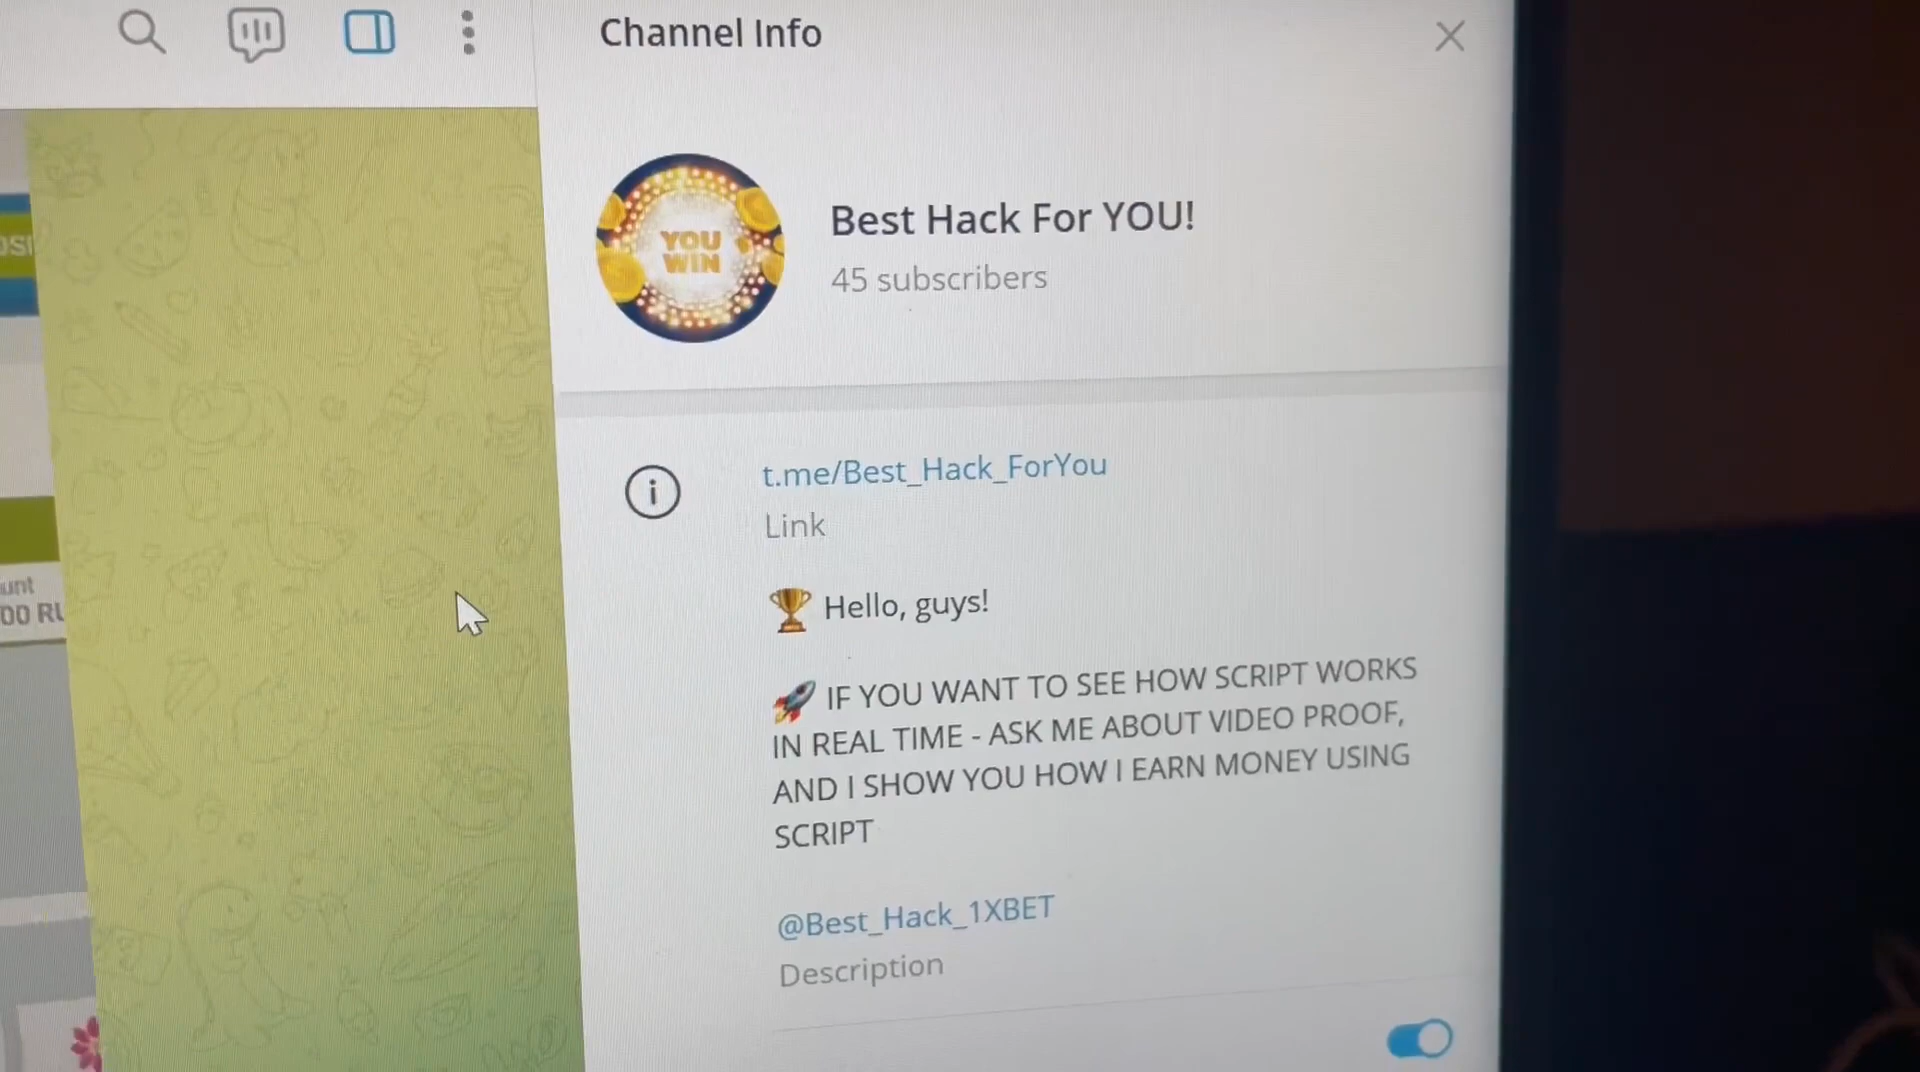 Channel Info
YOU
WIN
Best Hack For YOU!
45 subscribers
t.me/Best_Hack_ForYou
Link
🏆 Hello, guys!
🚀 IF YOU WANT TO SEE HOW SCRIPT WORKS
IN REAL TIME - ASK ME ABOUT VIDEO PROOF,
AND I SHOW YOU HOW I EARN MONEY USING
SCRIPT
@Best_Hack_1XBET
Description